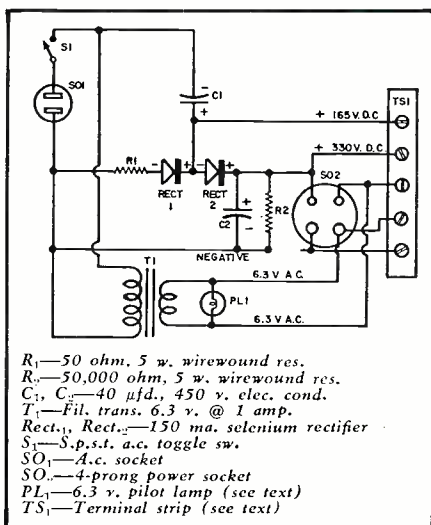 S1
SO1
C1
TS1
+ 165 V. D.C
R1
+ 330V. D.C
SO2
RECT
1
RECT
2
C2
R2
NEGATIVE
T1
6.3 V A.C.
PL1
6.3 V. A.C.
R₁—50 ohm, 5 w. wirewound res.
R₂—50,000 ohm, 5 w. wirewound res.
C₁, C₂—40 μfd., 450 v. elec. cond.
T₁—Fil. trans. 6.3 v. @ 1 amp.
Rect.₁, Rect.₂—150 ma. selenium rectifier
S₁—S.p.s.t. a.c. toggle sw.
SO₁—A.c. socket
SO₂—4-prong power socket
PL₁—6.3 v. pilot lamp (see text)
TS₁—Terminal strip (see text)